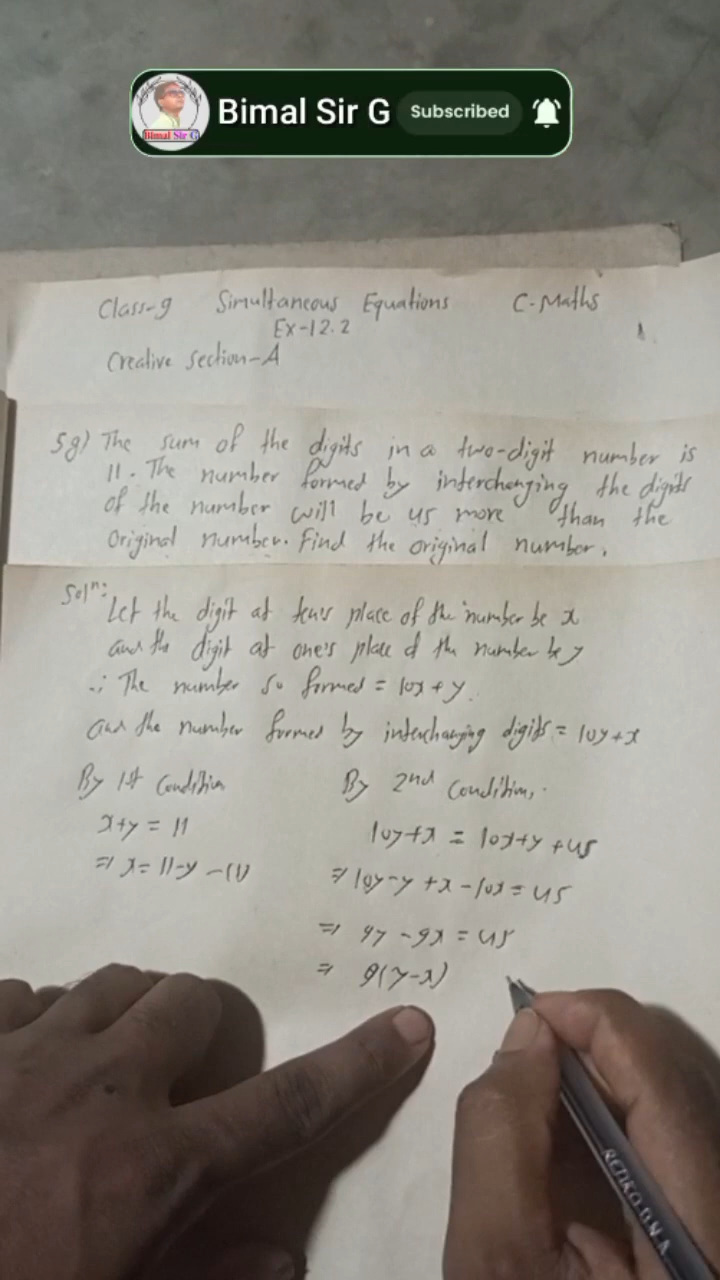 Bimal Sir G Subscribed
Bimal Sir G
Class-9 Simultaneous Equations C-Maths
Ex-12.2
Creative Section-A
5g) The sum of the digits in a two-digit number is
11. The number formed by interchanging the digits
of the number will be 45 more than the
Original number. Find the original number.
Solⁿ:
Let the digit at ten's place of the number be x
and the digit at one's place of the number be y
∴ The number so formed = 10x+y.
and the number formed by interchanging digits = 10y+x
By 1st Condition By 2nd Condition,
x+y = 11 10y+x = 10x+y+45
⇒ x = 11-y -(1) ⇒ 10y-y+x-10x = 45
⇒ 9y-9x = 45
⇒ 9(y-x)